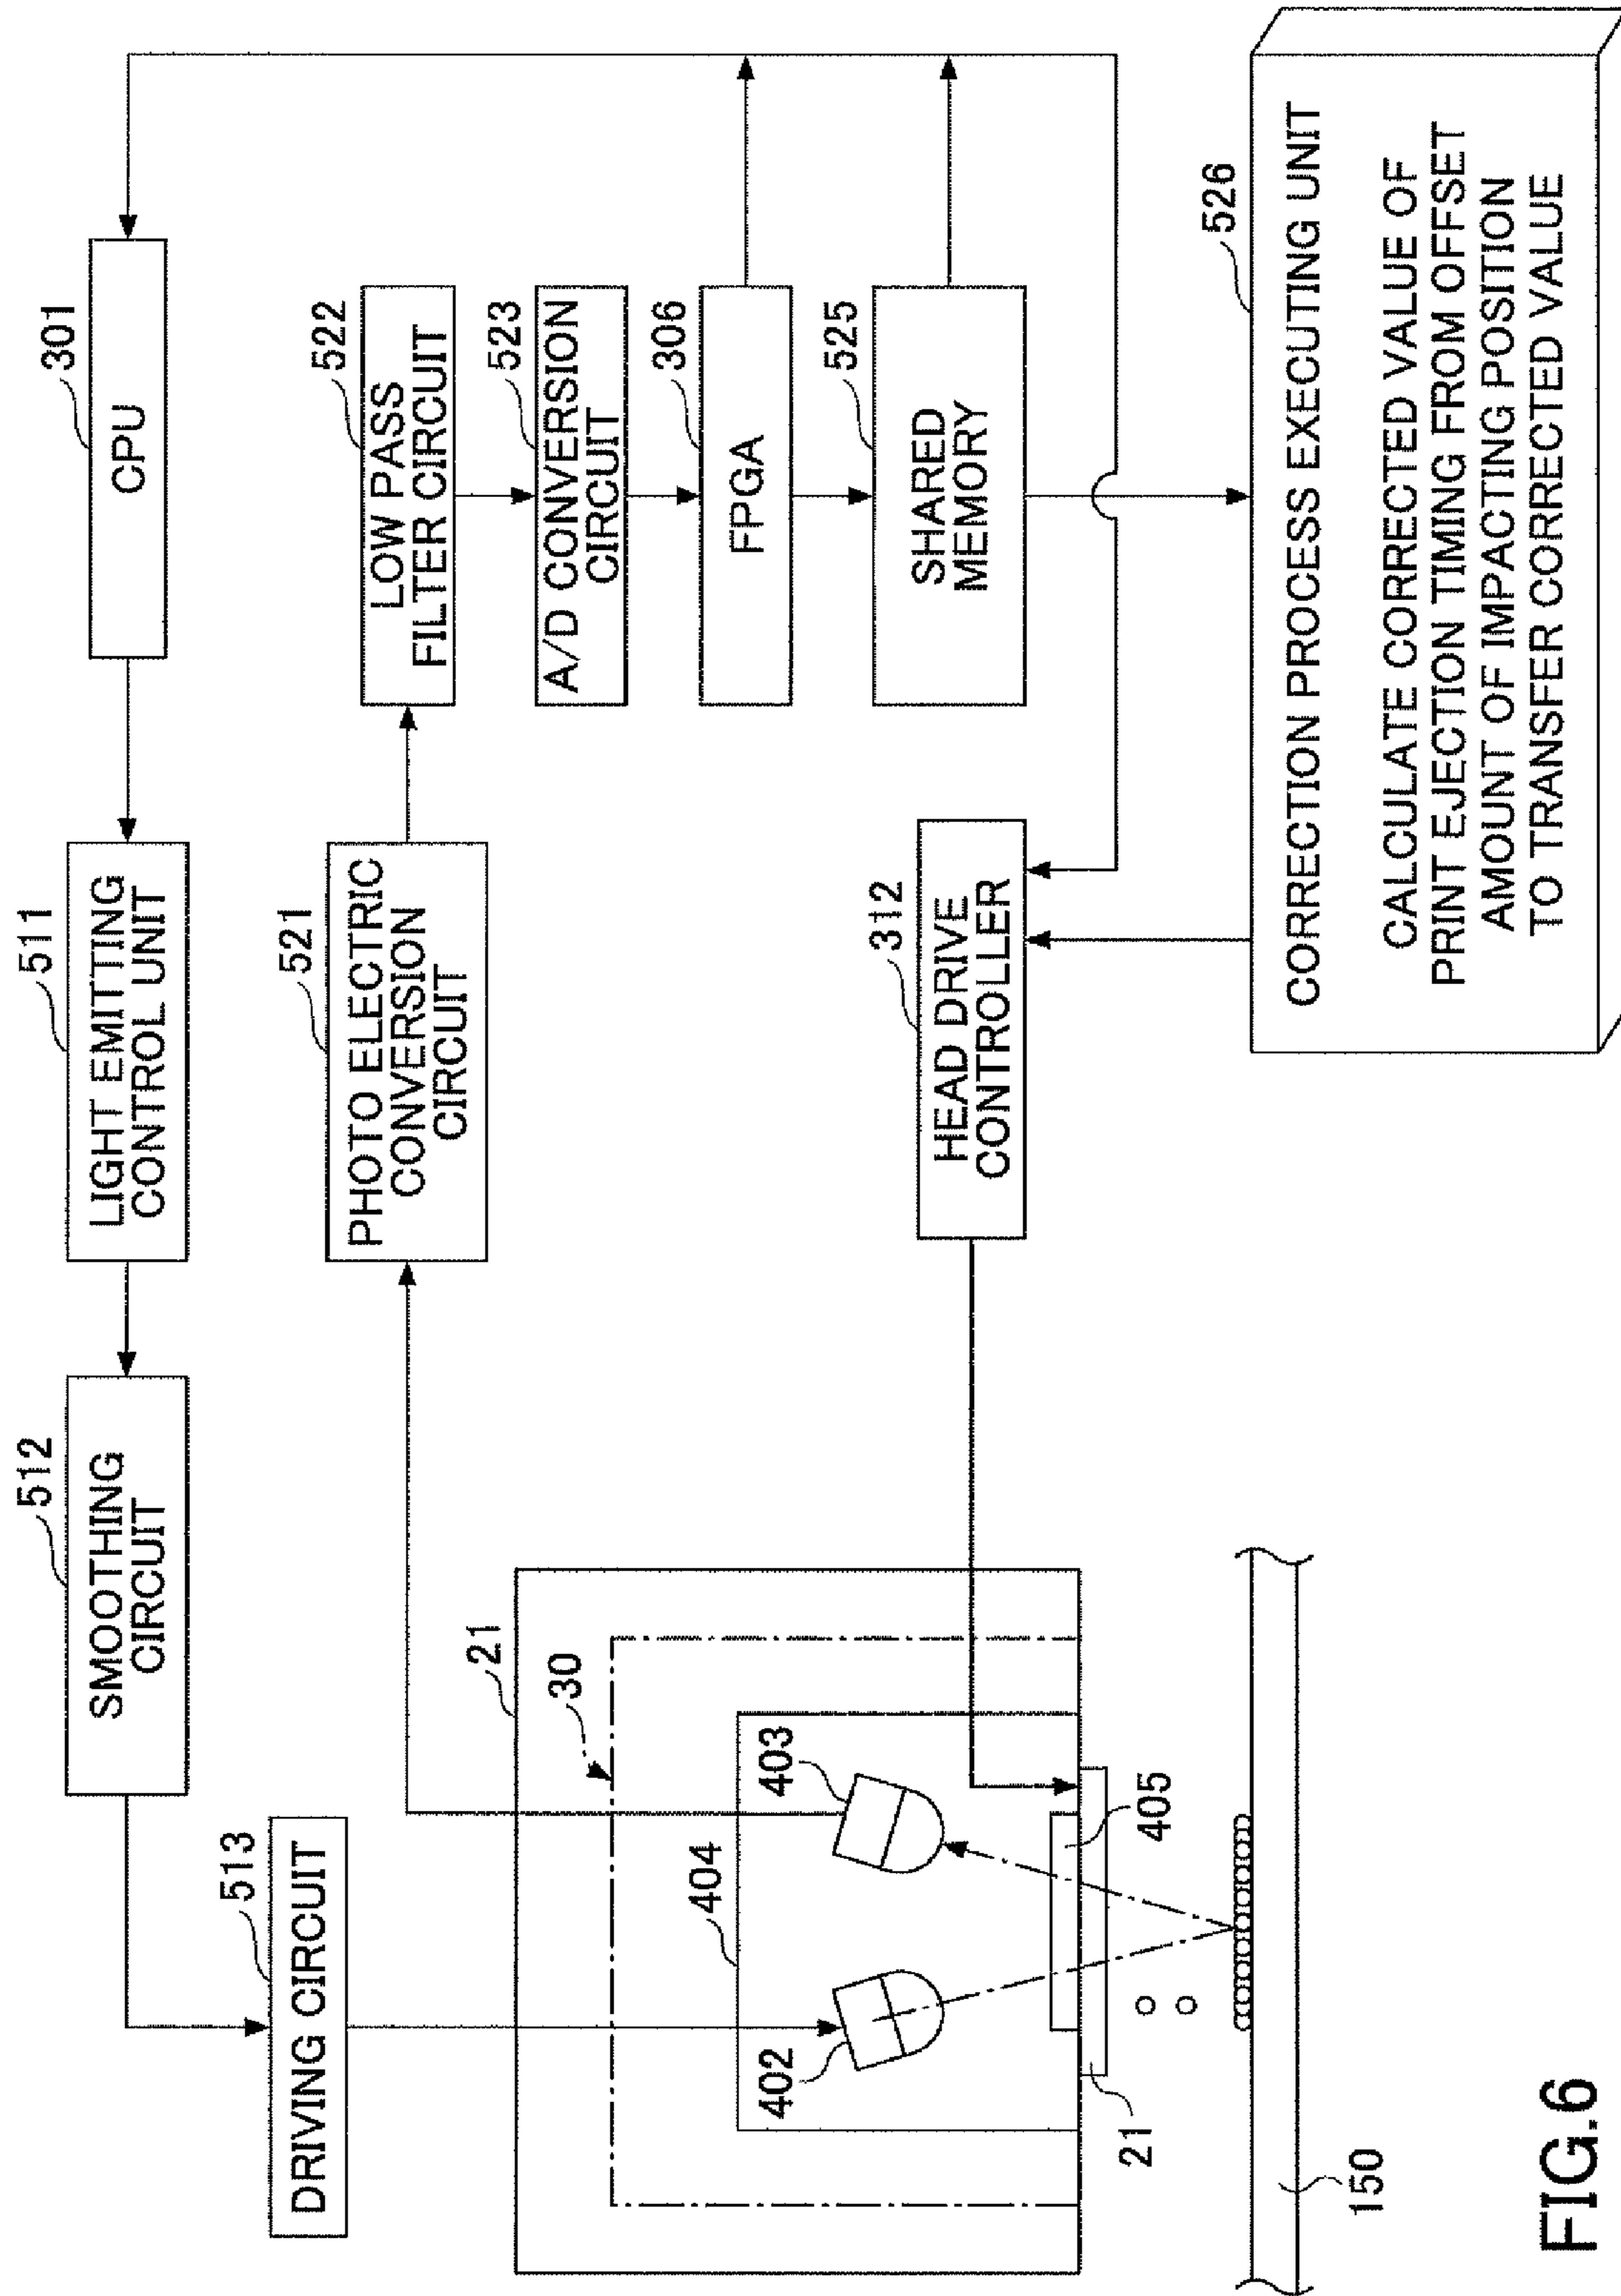 FIG.6
301
CPU
511
LIGHT EMITTING
CONTROL UNIT
512
SMOOTHING
CIRCUIT
513
DRIVING CIRCUIT
521
PHOTO ELECTRIC
CONVERSION
CIRCUIT
522
LOW PASS
FILTER CIRCUIT
523
A/D CONVERSION
CIRCUIT
306
FPGA
525
SHARED
MEMORY
312
HEAD DRIVE
CONTROLLER
526
CORRECTION PROCESS EXECUTING UNIT
CALCULATE CORRECTED VALUE OF
PRINT EJECTION TIMING FROM OFFSET
AMOUNT OF IMPACTING POSITION
TO TRANSFER CORRECTED VALUE
21
30
404
403
402
405
21
150